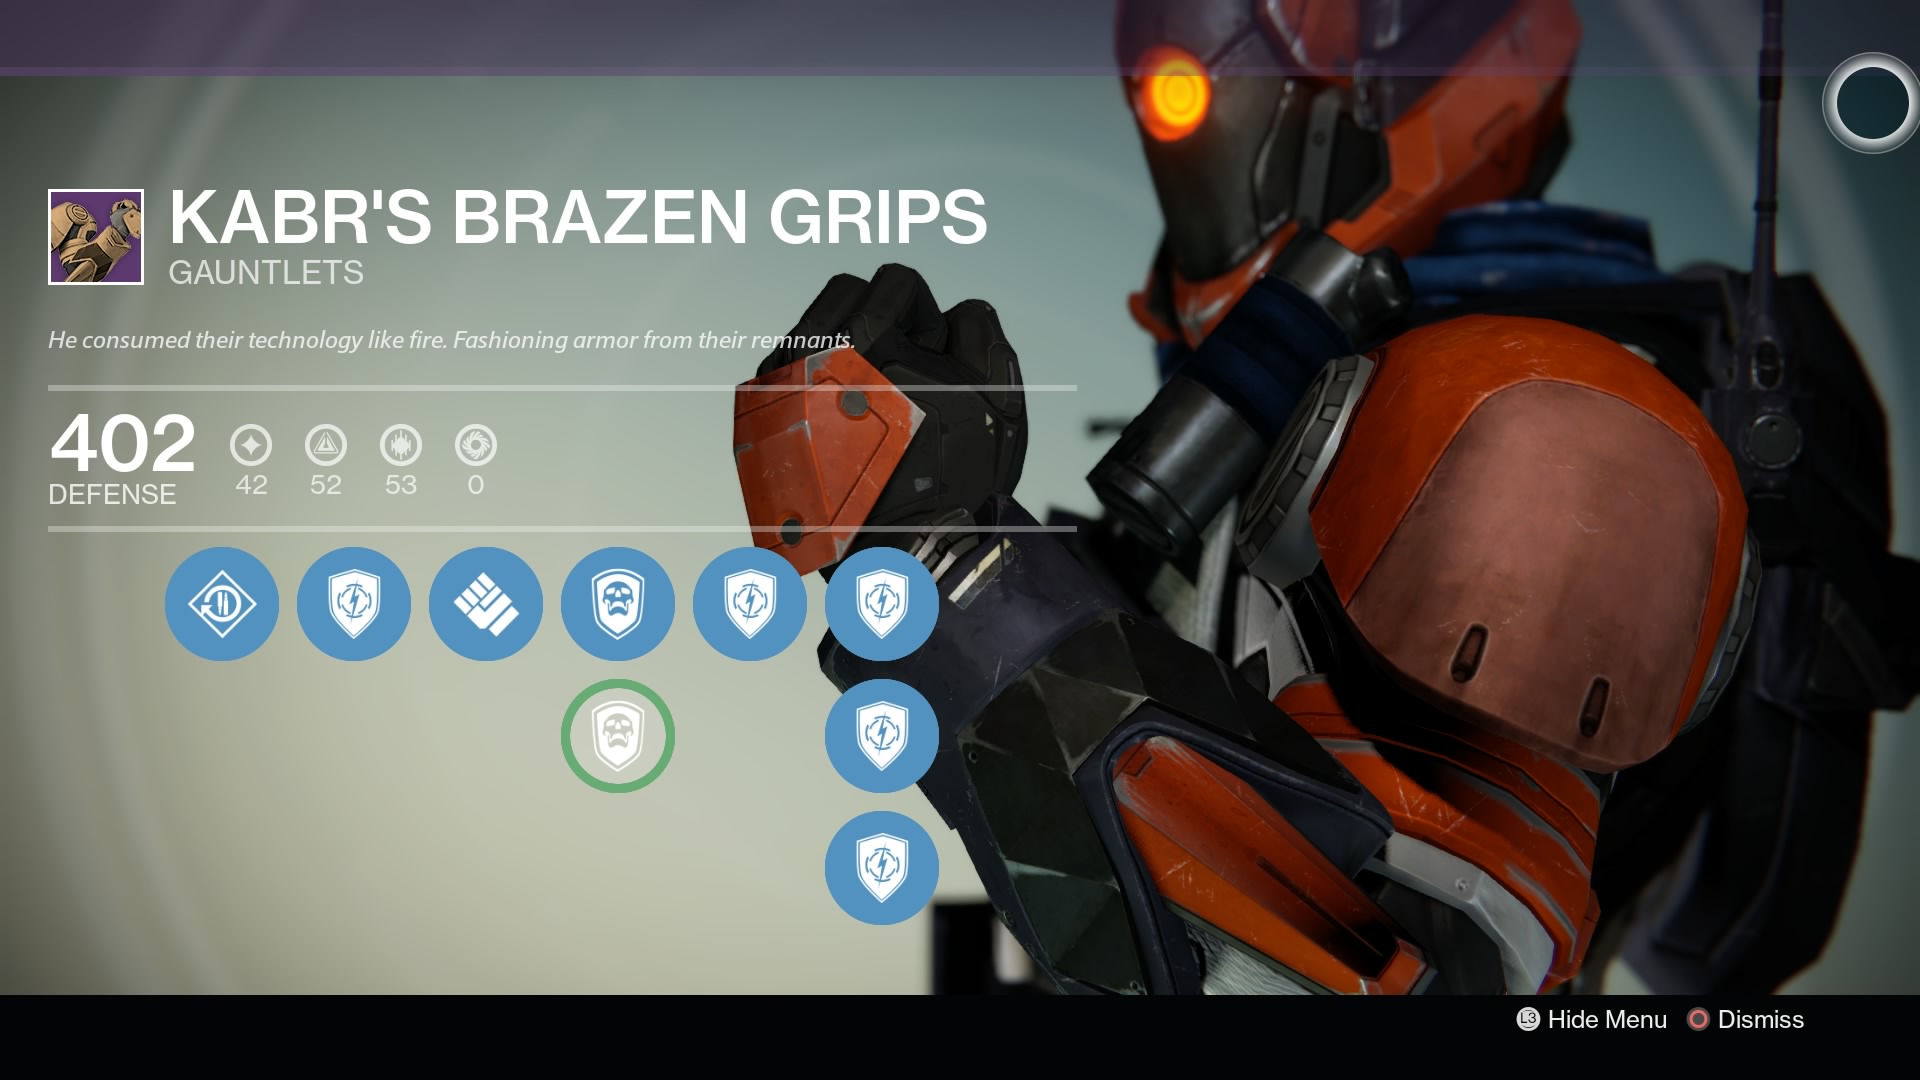 KABR'S BRAZEN GRIPS
GAUNTLETS
He consumed their technology like fire. Fashioning armor from their remnants.
402
DEFENSE
42 52 53 0
L3 Hide Menu Dismiss